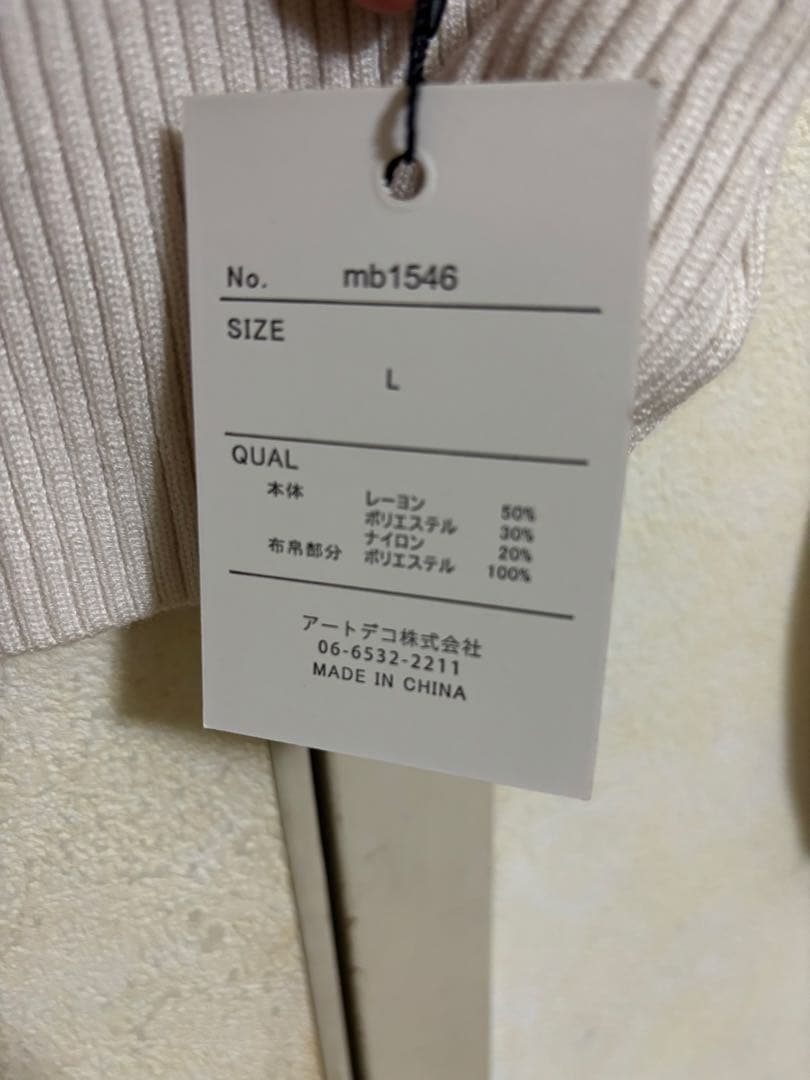 No. mb1546
SIZE
L
QUAL
本体 レーヨン 50%
ポリエステル 30%
ナイロン 20%
布帛部分 ポリエステル 100%
アートデコ株式会社
06-6532-2211
MADE IN CHINA